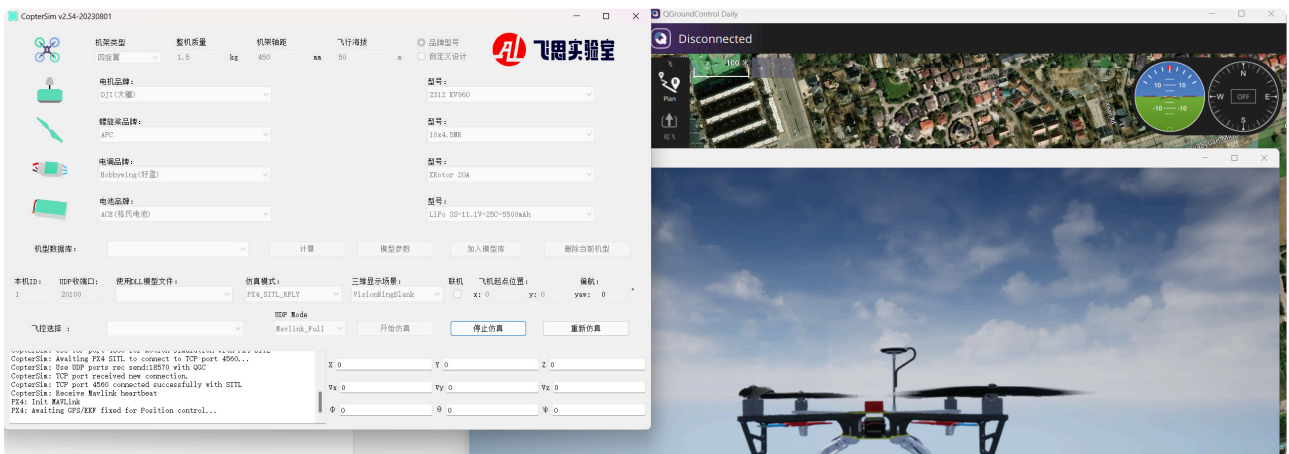 CopterSim v2.54-20230801
机架类型
整机质量
机架轴距
飞行海拔
品牌型号
四旋翼
1.5
kg
450
mm
50
m
自定义设计
飞思实验室
电机品牌：
型号：
DJI(大疆)
2312 KV960
螺旋桨品牌：
型号：
APC
10x4.5MR
电调品牌：
型号：
Hobbywing(好盈)
XRotor 20A
电池品牌：
型号：
ACE(格氏电池)
LiPo 3S-11.1V-25C-5500mAh
机型数据库：
计算
模型参数
加入模型库
删除当前机型
本机ID：
UDP收端口：
使用DLL模型文件：
仿真模式：
三维显示场景：
联机
飞机起点位置：
偏航：
1
20100
PX4_SITL_RFLY
VisionRingBlank
x: 0
y: 0
yaw: 0
°
UDP Mode
飞控选择 ：
Mavlink_Full
开始仿真
停止仿真
重新仿真
CopterSim: Awaiting PX4 SITL to connect to TCP port 4560...
CopterSim: Use UDP ports rec send:18570 with QGC
CopterSim: TCP port received new connection.
CopterSim: TCP port 4560 connected successfully with SITL
CopterSim: Receive Mavlink heartbeat
PX4: Init MAVLink
PX4: Awaiting GPS/EKF fixed for Position control...
X 0
Y 0
Z 0
Vx 0
Vy 0
Vz 0
Φ 0
θ 0
ψ 0
QGroundControl Daily
Disconnected
100
Plan
起飞
10
10
-10
-10
N
W
OFF
E
S